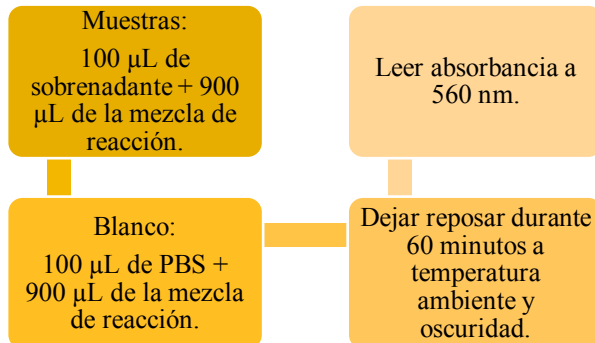 Muestras:
100 μL de
sobrenadante + 900
μL de la mezcla de
reacción.
Blanco:
100 μL de PBS +
900 μL de la mezcla
de reacción.
Dejar reposar durante
60 minutos a
temperatura
ambiente y
oscuridad.
Leer absorbancia a
560 nm.